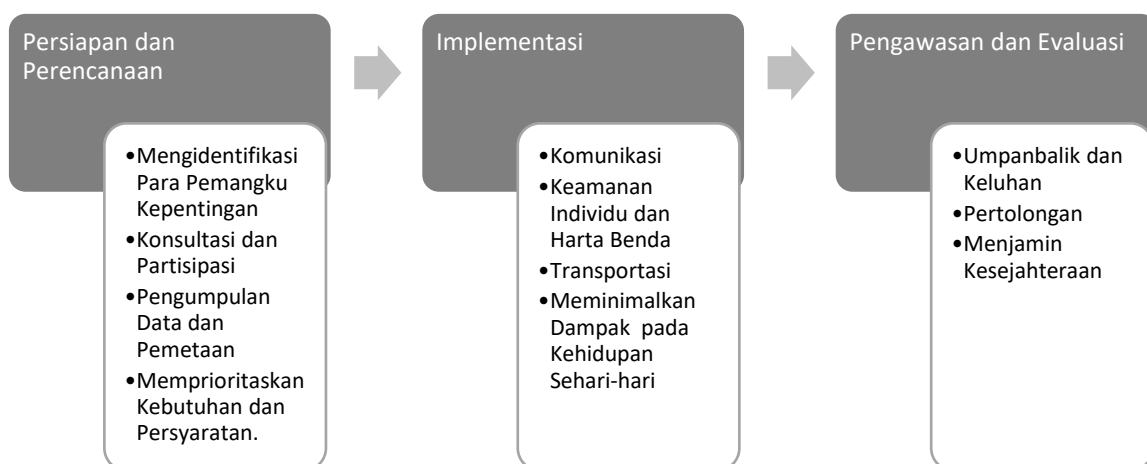 Persiapan dan
Perencanaan
•Mengidentifikasi
Para Pemangku
Kepentingan
•Konsultasi dan
Partisipasi
•Pengumpulan
Data dan
Pemetaan
•Memprioritaskan
Kebutuhan dan
Persyaratan.
Implementasi
•Komunikasi
•Keamanan
Individu dan
Harta Benda
•Transportasi
•Meminimalkan
Dampak pada
Kehidupan
Sehari-hari
Pengawasan dan Evaluasi
•Umpanbalik dan
Keluhan
•Pertolongan
•Menjamin
Kesejahteraan